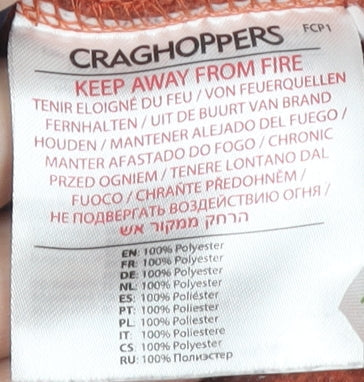 FCP1
CRAGHOPPERS
KEEP AWAY FROM FIRE
TENIR ELOIGNÉ DU FEU / VON FEUERQUELLEN
FERNHALTEN / UIT DE BUURT VAN BRAND
HOUDEN / MANTENER ALEJADO DEL FUEGO /
MANTER AFASTADO DO FOGO / CHRONIC
PRZED OGNIEM / TENERE LONTANO DAL
FUOCO / CHRAŇTE PŘEDOHNĚM /
НЕ ПОДВЕРГАТЬ ВОЗДЕЙСТВИЮ ОГНЯ /
הרחק ממקור אש
EN: 100% Polyester
FR: 100% Polyester
DE: 100% Polyester
NL: 100% Polyester
ES: 100% Poliéster
PT: 100% Poliéster
PL: 100% Poliester
IT: 100% Poliestere
CS: 100% Polyester
RU: 100% Полиэстер